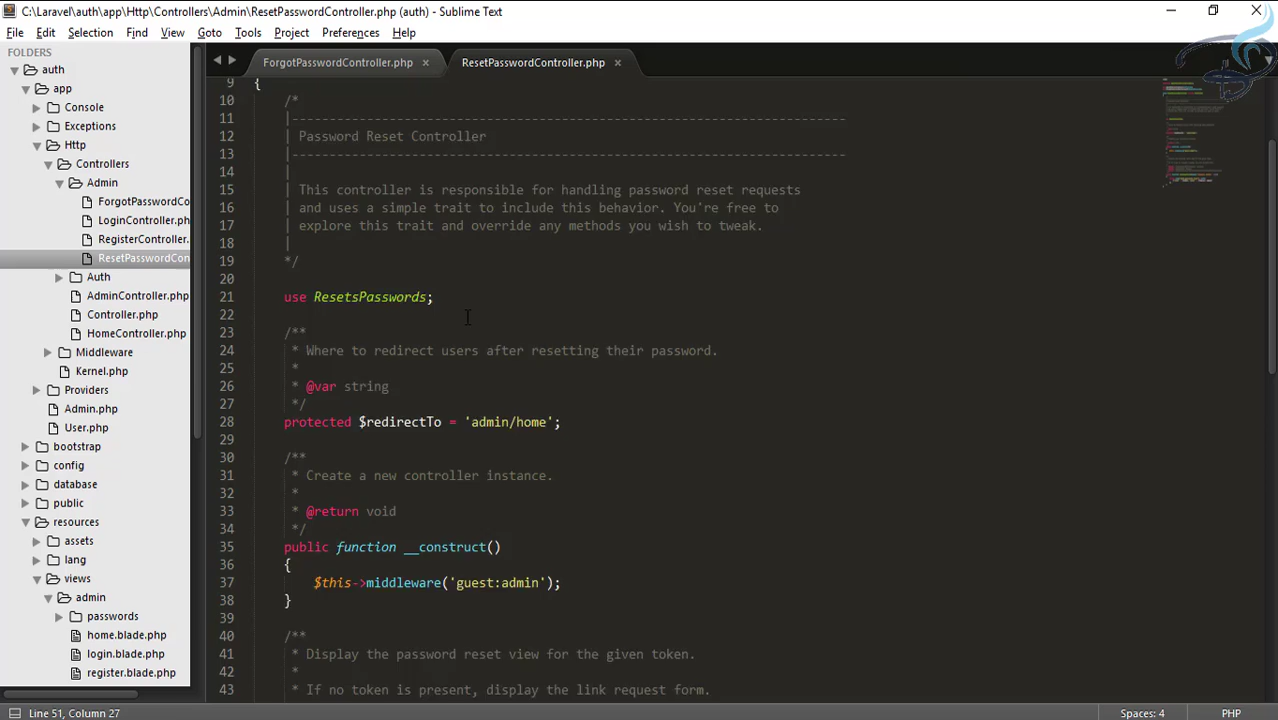 C:\Laravel\auth\app\Http\Controllers\Admin\ResetPasswordController.php (auth) - Sublime Text
File Edit Selection Find View Goto Tools Project Preferences Help
FOLDERS
auth
app
Console
Exceptions
Http
Controllers
Admin
ForgotPasswordCo
LoginController.ph
RegisterController.
ResetPasswordCon
Auth
AdminController.php
Controller.php
HomeController.php
Middleware
Kernel.php
Providers
Admin.php
User.php
bootstrap
config
database
public
resources
assets
lang
views
admin
passwords
home.blade.php
login.blade.php
register.blade.php
ForgotPasswordController.php × ResetPasswordController.php ×
9 {
10 /*
11 |--------------------------------------------------------------------------
12 | Password Reset Controller
13 |--------------------------------------------------------------------------
14 |
15 | This controller is responsible for handling password reset requests
16 | and uses a simple trait to include this behavior. You're free to
17 | explore this trait and override any methods you wish to tweak.
18 |
19 */
20
21 use ResetsPasswords;
22
23 /**
24 * Where to redirect users after resetting their password.
25 *
26 * @var string
27 */
28 protected $redirectTo = 'admin/home';
29
30 /**
31 * Create a new controller instance.
32 *
33 * @return void
34 */
35 public function __construct()
36 {
37 $this->middleware('guest:admin');
38 }
39
40 /**
41 * Display the password reset view for the given token.
42 *
43 * If no token is present, display the link request form.
Line 51, Column 27 Spaces: 4 PHP